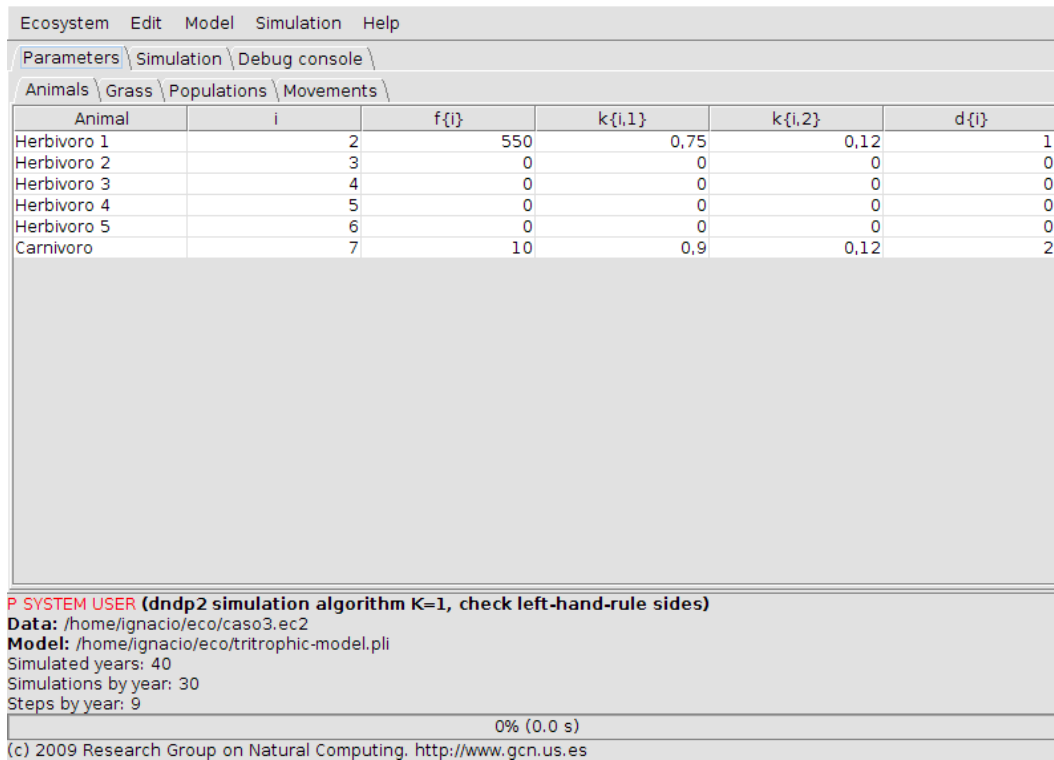 Ecosystem Edit Model Simulation Help
Parameters Simulation Debug console
Animals Grass Populations Movements
Animal i f{i} k{i,1} k{i,2} d{i}
Herbivoro 1 2 550 0,75 0,12 1
Herbivoro 2 3 0 0 0 0
Herbivoro 3 4 0 0 0 0
Herbivoro 4 5 0 0 0 0
Herbivoro 5 6 0 0 0 0
Carnivoro 7 10 0,9 0,12 2
P SYSTEM USER (dndp2 simulation algorithm K=1, check left-hand-rule sides)
Data: /home/ignacio/eco/caso3.ec2
Model: /home/ignacio/eco/tritrophic-model.pli
Simulated years: 40
Simulations by year: 30
Steps by year: 9
0% (0.0 s)
(c) 2009 Research Group on Natural Computing. http://www.gcn.us.es